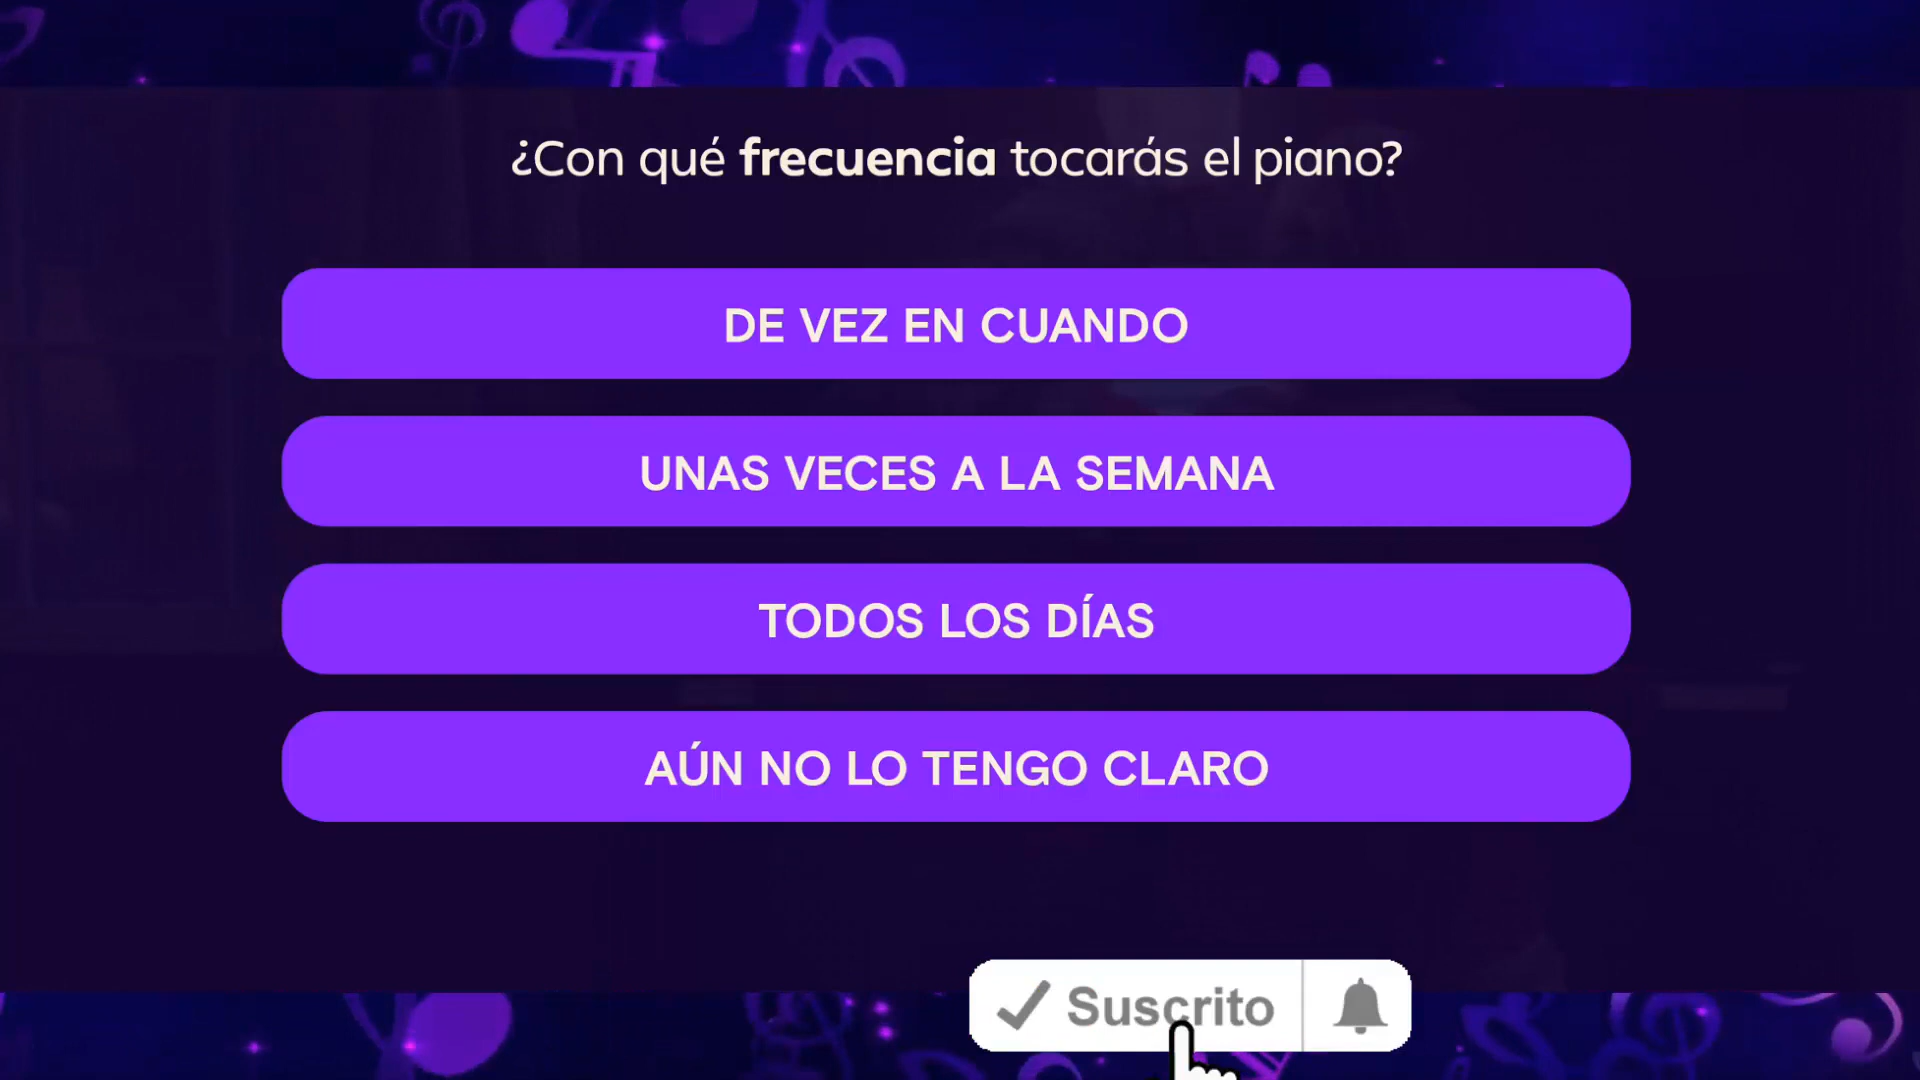 ¿Con qué frecuencia tocarás el piano?
DE VEZ EN CUANDO
UNAS VECES A LA SEMANA
TODOS LOS DÍAS
AÚN NO LO TENGO CLARO
Suscrito